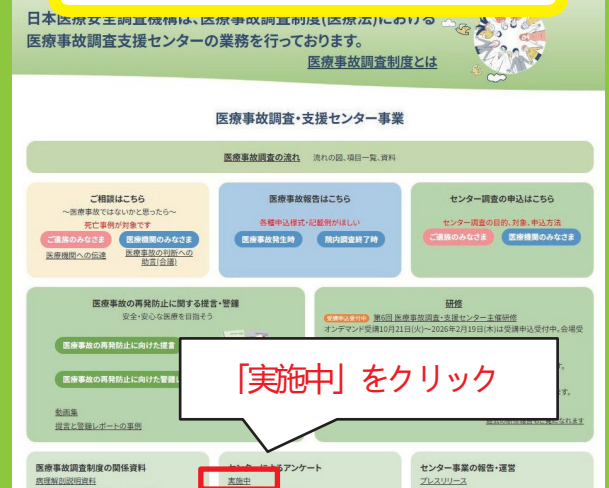 日本医療安全調査機構は、医療事故調査制度(医療法)における
医療事故調査支援センターの業務を行っております。
医療事故調査制度とは
医療事故調査・支援センター事業
医療事故調査の流れ 流れの図、項目一覧、資料
ご相談はこちら
～医療事故ではないかと思ったら～
死亡事例が対象です
ご遺族のみなさま 医療機関のみなさま
医療機関への伝達 医療事故の判断への
助言(合議)
医療事故報告はこちら
各種申込様式・記載例がほしい
医療事故発生時 院内調査終了時
センター調査の申込はこちら
センター調査の目的、対象、申込方法
ご遺族のみなさま 医療機関のみなさま
医療事故の再発防止に関する提言・警鐘
安全・安心な医療を目指そう
医療事故の再発防止に向けた提言
医療事故の再発防止に向けた警鐘レ
動画集
提言と警鐘レポートの事例
研修
受講申込受付中 第6回 医療事故調査・支援センター主催研修
オンデマンド受講10月21日(火)～2026年2月19日(木)は受講申込受付中。会場受
す。
ます。
になれます
「実施中」をクリック
医療事故調査制度の関係資料
病理解剖説明資料
センターによるアンケート
実施中
センター事業の報告・運営
プレスリリース